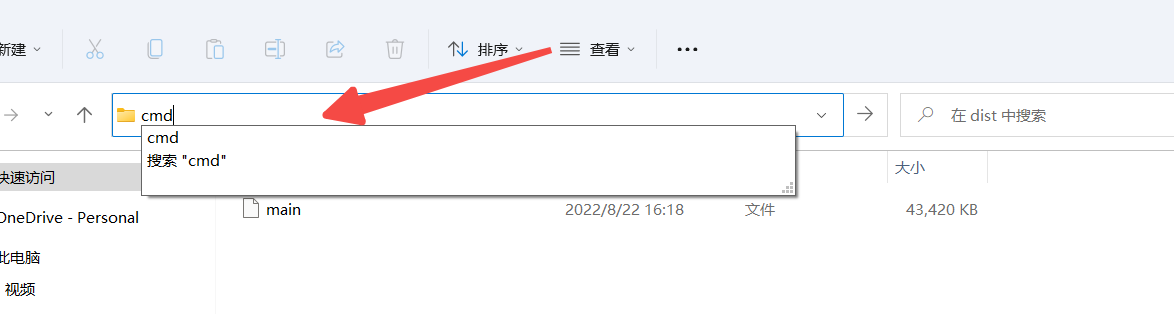 新建
排序
查看
cmd
在 dist 中搜索
cmd
搜索 "cmd"
大小
快速访问
main 2022/8/22 16:18 文件 43,420 KB
OneDrive - Personal
此电脑
视频